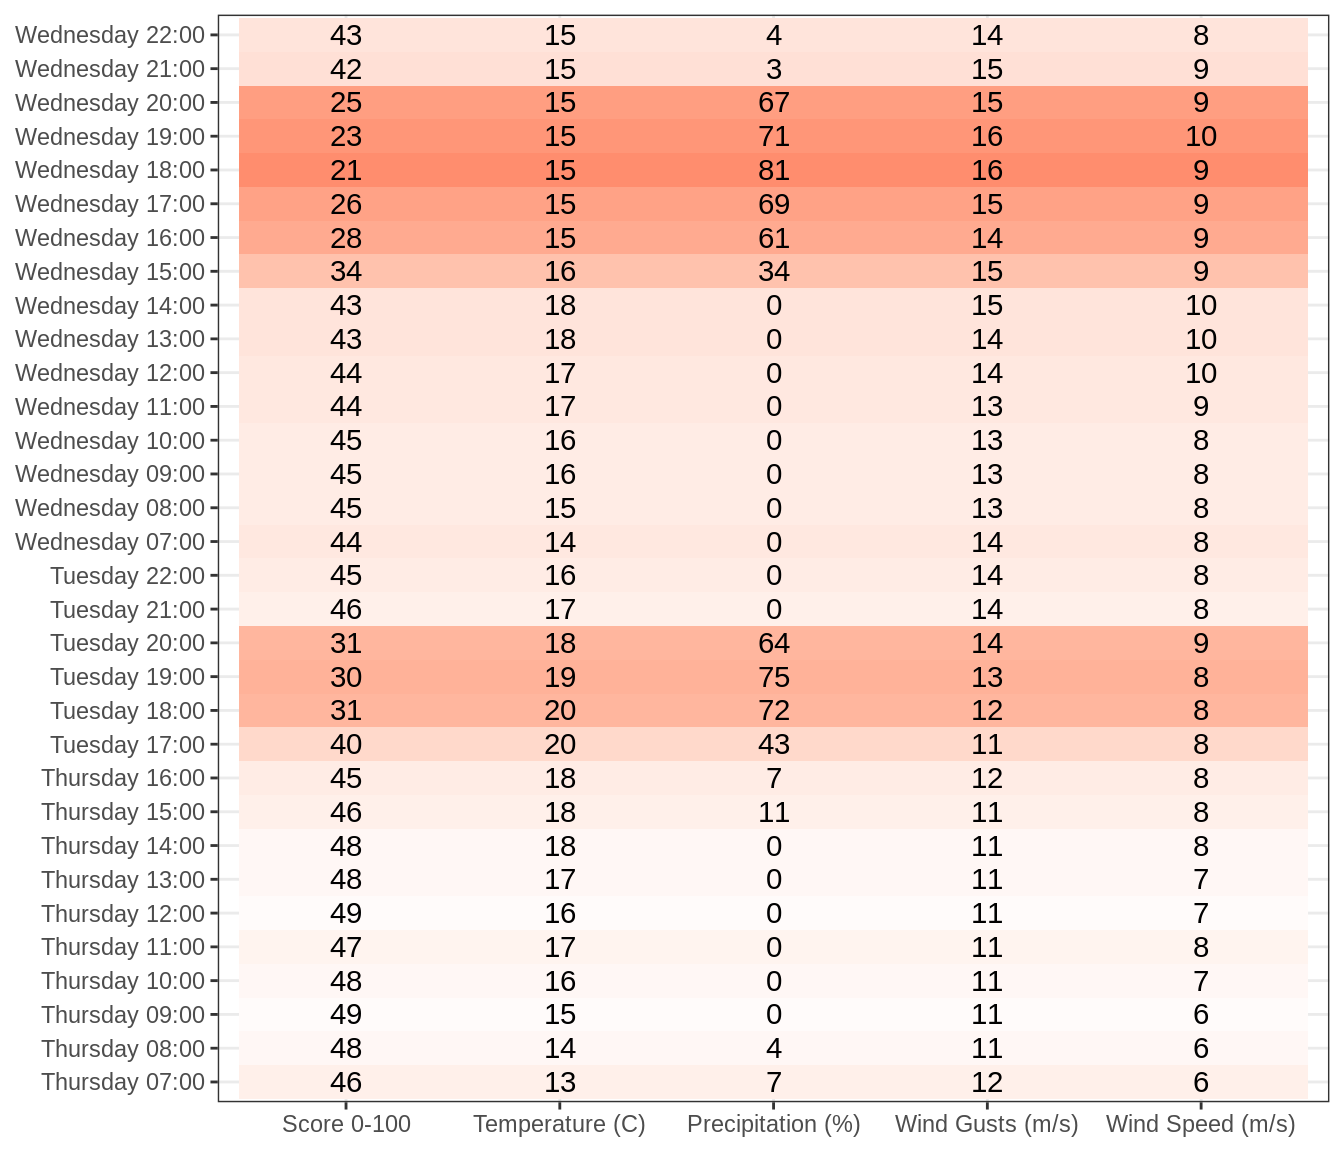 Wednesday 22:00 43 15 4 14 8
Wednesday 21:00 42 15 3 15 9
Wednesday 20:00 25 15 67 15 9
Wednesday 19:00 23 15 71 16 10
Wednesday 18:00 21 15 81 16 9
Wednesday 17:00 26 15 69 15 9
Wednesday 16:00 28 15 61 14 9
Wednesday 15:00 34 16 34 15 9
Wednesday 14:00 43 18 0 15 10
Wednesday 13:00 43 18 0 14 10
Wednesday 12:00 44 17 0 14 10
Wednesday 11:00 44 17 0 13 9
Wednesday 10:00 45 16 0 13 8
Wednesday 09:00 45 16 0 13 8
Wednesday 08:00 45 15 0 13 8
Wednesday 07:00 44 14 0 14 8
Tuesday 22:00 45 16 0 14 8
Tuesday 21:00 46 17 0 14 8
Tuesday 20:00 31 18 64 14 9
Tuesday 19:00 30 19 75 13 8
Tuesday 18:00 31 20 72 12 8
Tuesday 17:00 40 20 43 11 8
Thursday 16:00 45 18 7 12 8
Thursday 15:00 46 18 11 11 8
Thursday 14:00 48 18 0 11 8
Thursday 13:00 48 17 0 11 7
Thursday 12:00 49 16 0 11 7
Thursday 11:00 47 17 0 11 8
Thursday 10:00 48 16 0 11 7
Thursday 09:00 49 15 0 11 6
Thursday 08:00 48 14 4 11 6
Thursday 07:00 46 13 7 12 6
Score 0-100 Temperature (C) Precipitation (%) Wind Gusts (m/s) Wind Speed (m/s)